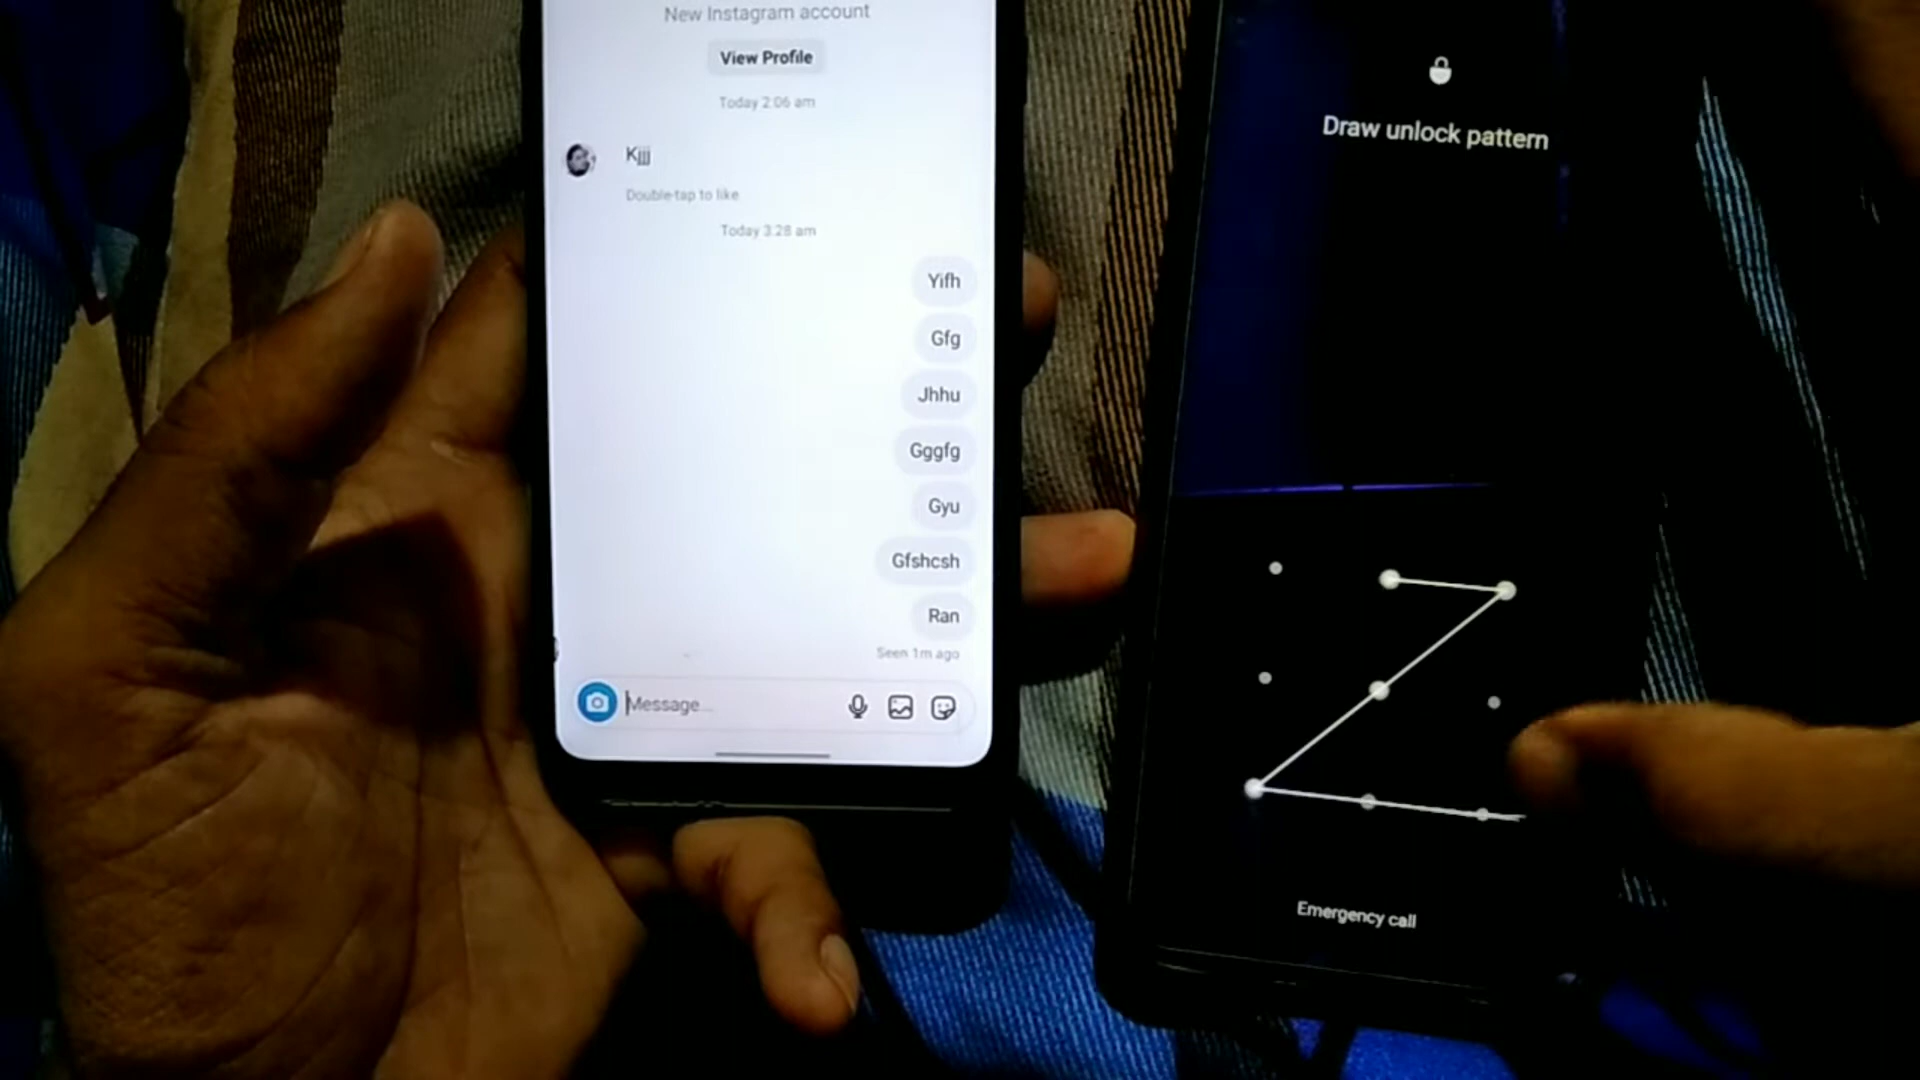 New Instagram account
View Profile
Today 2:06 am
Kjjj
Double-tap to like
Today 3:28 am
Yifh
Gfg
Jhhu
Gggfg
Gyu
Gfshcsh
Ran
Seen 1m ago
Message...
Draw unlock pattern
Emergency call